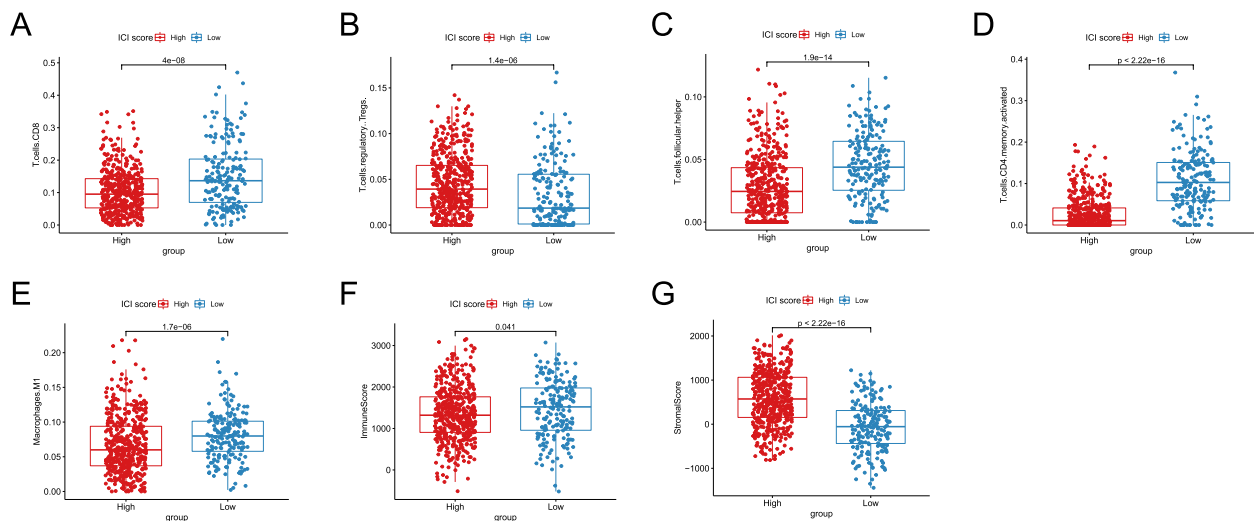 A
ICI score High Low
4e−08
T.cells.CD8
0.5
0.4
0.3
0.2
0.1
0.0
High Low
group
B
ICI score High Low
1.4e−06
T.cells.regulatory..Tregs.
0.15
0.10
0.05
0.00
High Low
group
C
ICI score High Low
1.9e−14
T.cells.follicular.helper
0.10
0.05
0.00
High Low
group
D
ICI score High Low
p < 2.22e−16
T.cells.CD4.memory.activated
0.4
0.3
0.2
0.1
0.0
High Low
group
E
ICI score High Low
1.7e−06
Macrophages.M1
0.20
0.15
0.10
0.05
0.00
High Low
group
F
ICI score High Low
0.041
ImmuneScore
3000
2000
1000
0
High Low
group
G
ICI score High Low
p < 2.22e−16
StromalScore
2000
1000
0
−1000
High Low
group